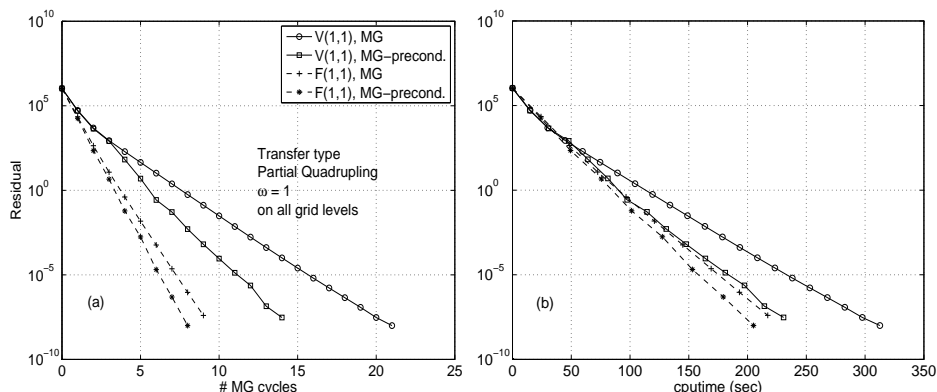 10^10
10^5
10^0
10^-5
10^-10
Residual
0 5 10 15 20 25
# MG cycles
V(1,1), MG
V(1,1), MG-precond.
F(1,1), MG
F(1,1), MG-precond.
Transfer type
Partial Quadrupling
ω = 1
on all grid levels
(a)
10^10
10^5
10^0
10^-5
10^-10
0 50 100 150 200 250 300 350
cputime (sec)
(b)